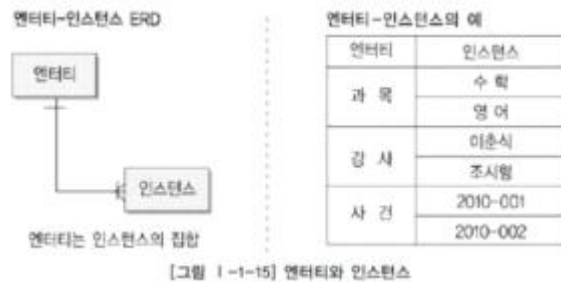 엔터티-인스턴스 ERD
엔터티
인스턴스
엔터티는 인스턴스의 집합
엔터티-인스턴스의 예
엔터티 인스턴스
과 목 수 학
영 어
강 사 이춘식
조시형
사 건 2010-001
2010-002
[그림 Ⅰ-1-15] 엔터티와 인스턴스